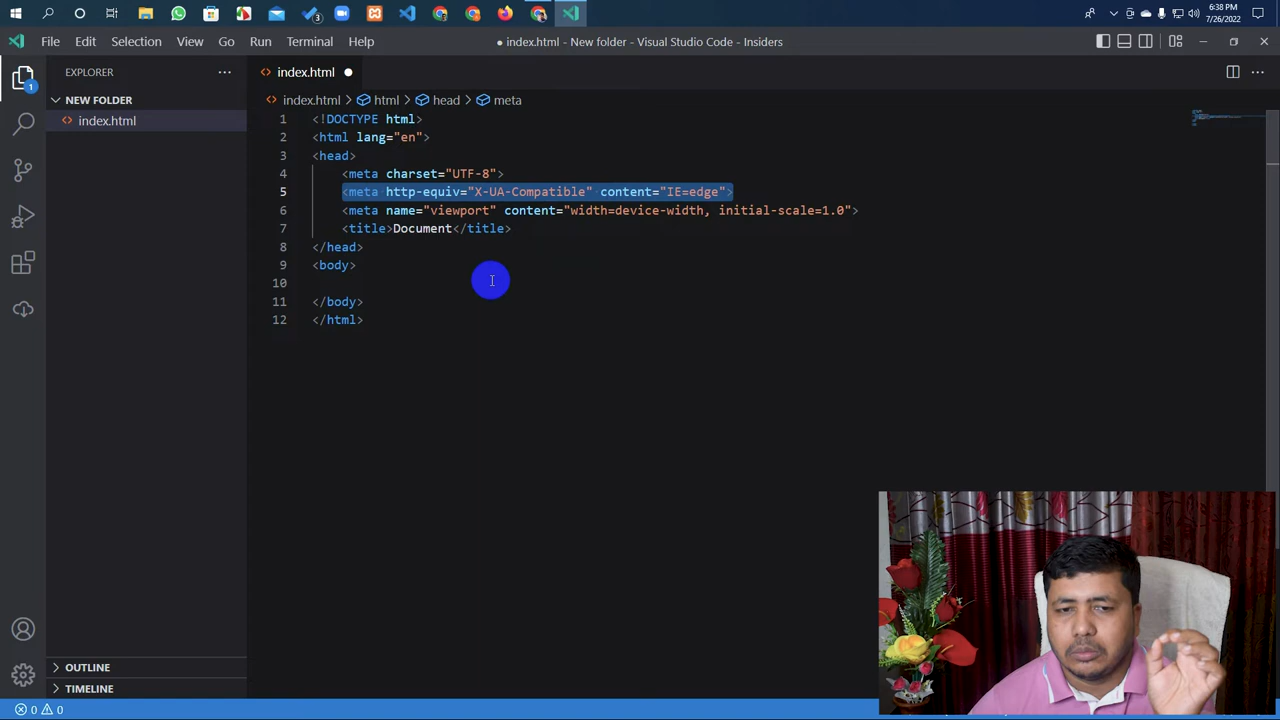 6:38 PM
7/26/2022
File Edit Selection View Go Run Terminal Help
● index.html - New folder - Visual Studio Code - Insiders
EXPLORER
index.html
NEW FOLDER
index.html
index.html > html > head > meta
1 <!DOCTYPE html>
2 <html lang="en">
3 <head>
4 <meta charset="UTF-8">
5 <meta http-equiv="X-UA-Compatible" content="IE=edge">
6 <meta name="viewport" content="width=device-width, initial-scale=1.0">
7 <title>Document</title>
8 </head>
9 <body>
10
11 </body>
12 </html>
1
3
OUTLINE
TIMELINE
0 0